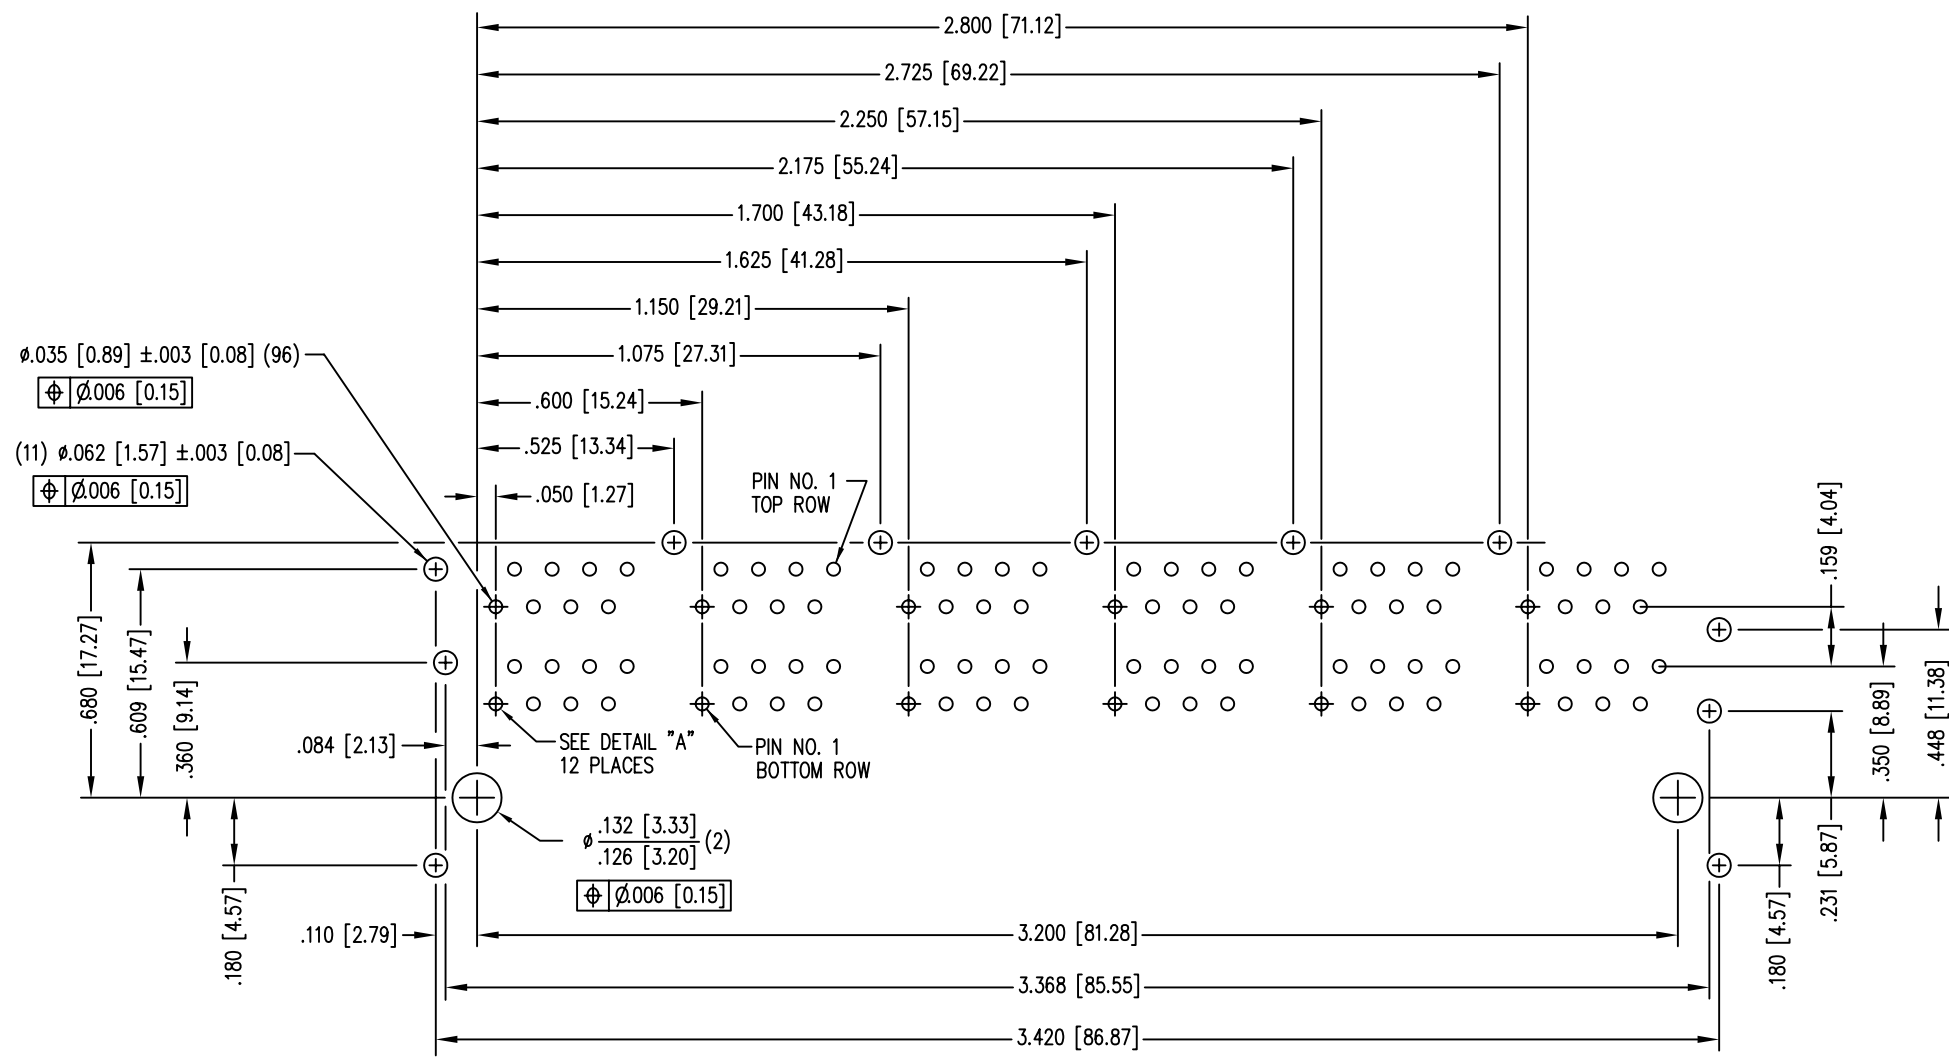 2.800 [71.12]
2.725 [69.22]
2.250 [57.15]
2.175 [55.24]
1.700 [43.18]
1.625 [41.28]
1.150 [29.21]
1.075 [27.31]
ø.035 [0.89] ±.003 [0.08] (96)
⌖ Ø.006 [0.15]
.600 [15.24]
.525 [13.34]
(11) ø.062 [1.57] ±.003 [0.08]
⌖ Ø.006 [0.15]
.050 [1.27]
PIN NO. 1
TOP ROW
.159 [4.04]
.680 [17.27]
.609 [15.47]
.360 [9.14]
.084 [2.13]
SEE DETAIL "A"
12 PLACES
PIN NO. 1
BOTTOM ROW
.350 [8.89]
.448 [11.38]
ø .132 [3.33]
.126 [3.20] (2)
⌖ Ø.006 [0.15]
.231 [5.87]
.180 [4.57]
.180 [4.57]
.110 [2.79]
3.200 [81.28]
3.368 [85.55]
3.420 [86.87]